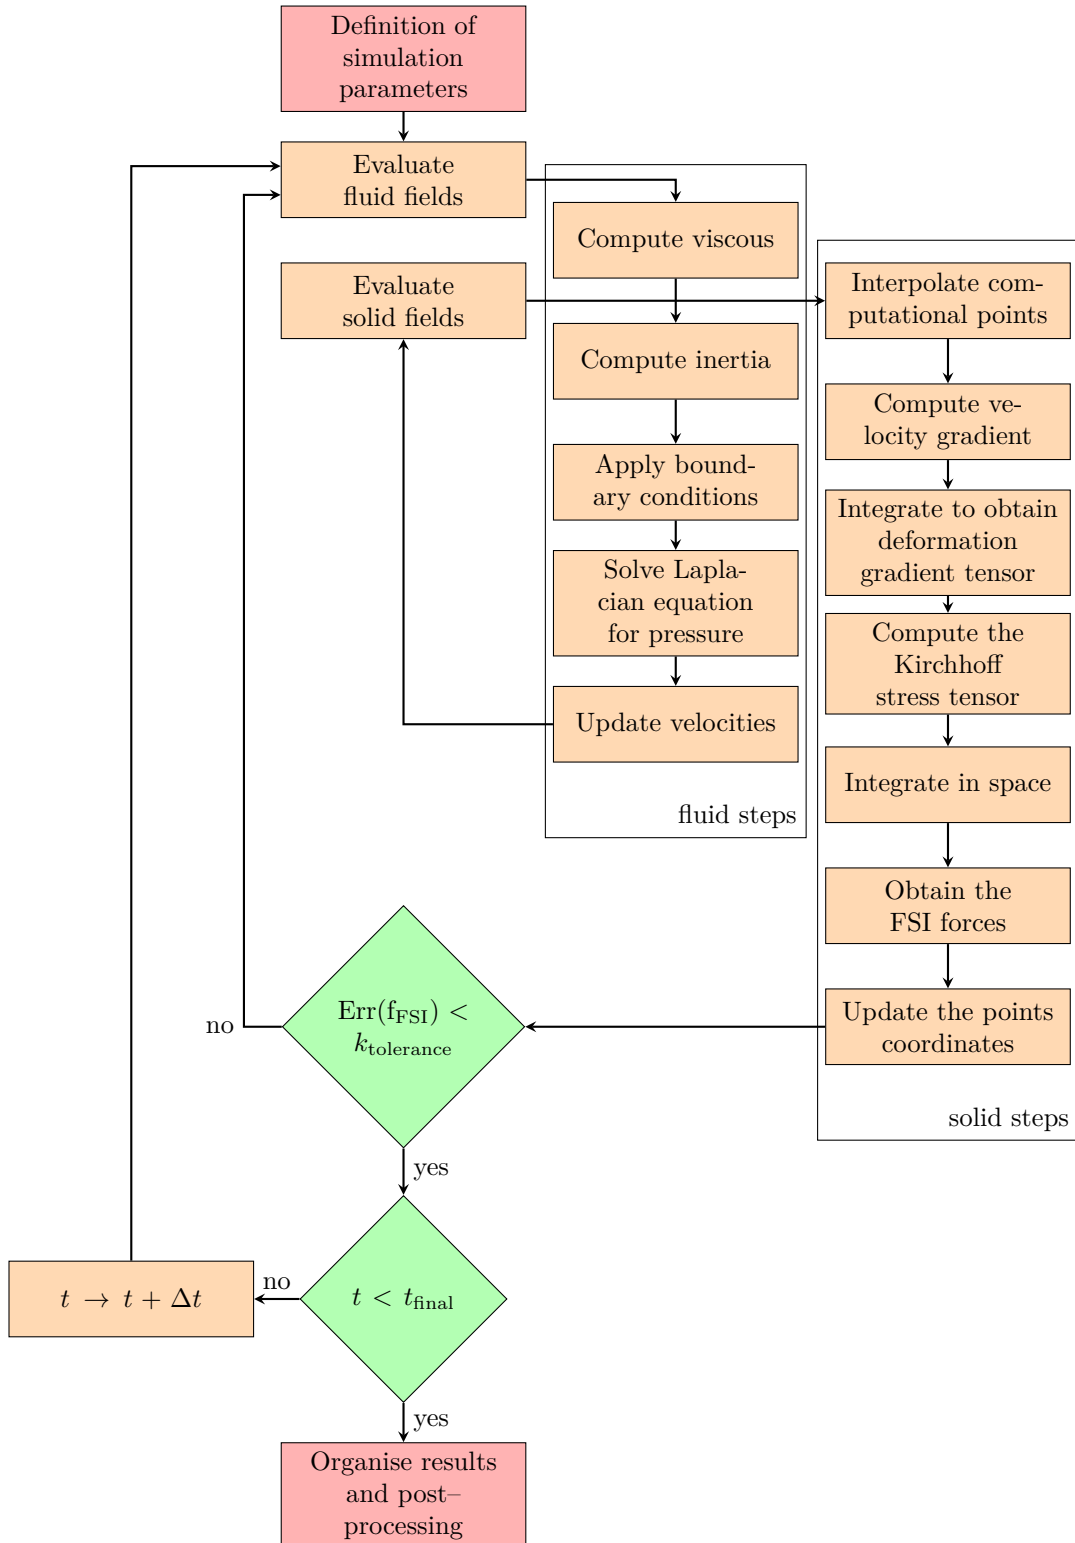 Definition of
simulation
parameters
Evaluate
fluid fields
Evaluate
solid fields
Compute viscous
Compute inertia
Apply bound-
ary conditions
Solve Lapla-
cian equation
for pressure
Update velocities
fluid steps
Interpolate com-
putational points
Compute ve-
locity gradient
Integrate to obtain
deformation
gradient tensor
Compute the
Kirchhoff
stress tensor
Integrate in space
Obtain the
FSI forces
Update the points
coordinates
solid steps
Err(f_FSI) <
k_tolerance
no
yes
t < t_final
no
t → t + Δt
yes
Organise results
and post–
processing